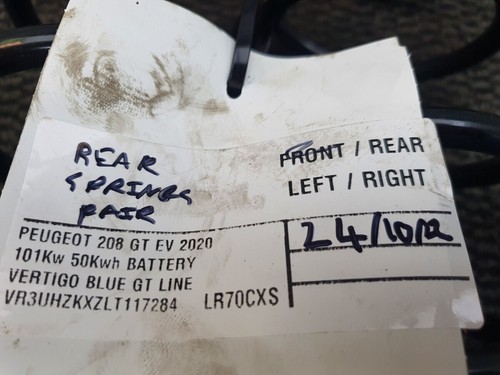 REAR
SPRINGS
PAIR
FRONT / REAR
LEFT / RIGHT
PEUGEOT 208 GT EV 2020
101Kw 50Kwh BATTERY
VERTIGO BLUE GT LINE
VR3UHZKXZLT117284 LR70CXS
24/10/22